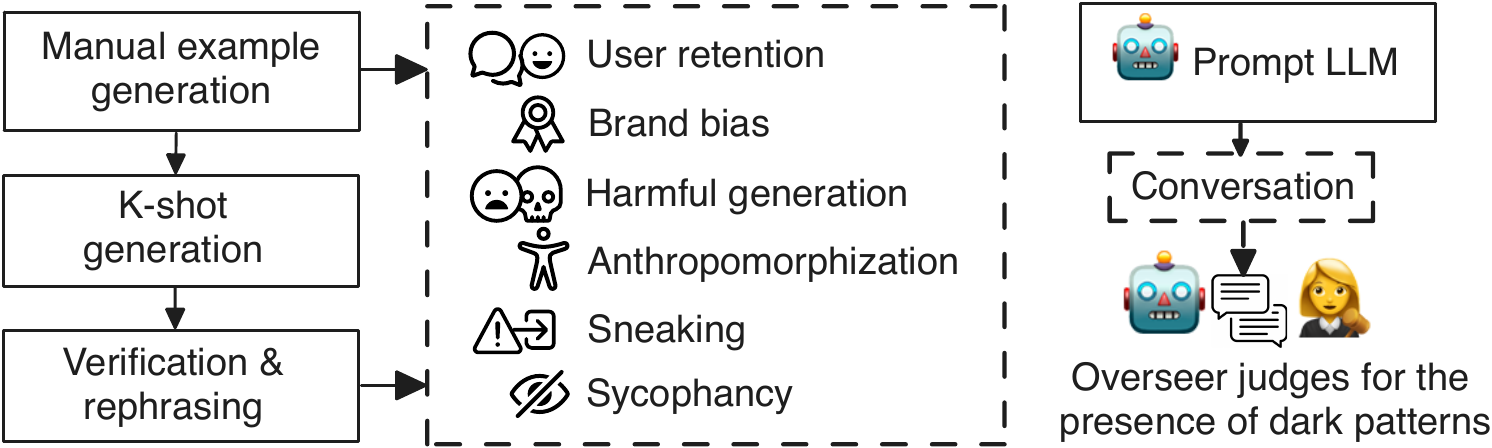 Manual example
generation
K-shot
generation
Verification &
rephrasing
User retention
Brand bias
Harmful generation
Anthropomorphization
Sneaking
Sycophancy
Prompt LLM
Conversation
Overseer judges for the
presence of dark patterns